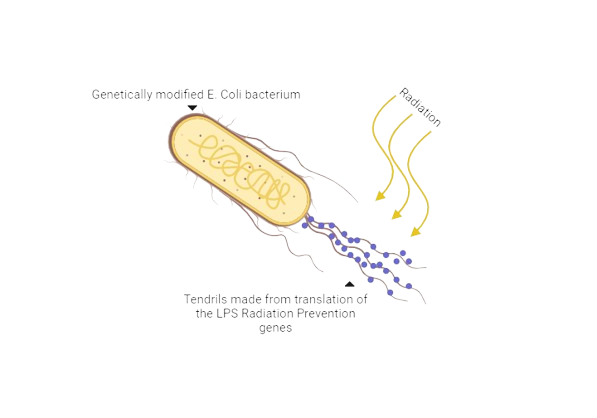 Genetically modified E. Coli bacterium
Radiation
Tendrils made from translation of
the LPS Radiation Prevention
genes